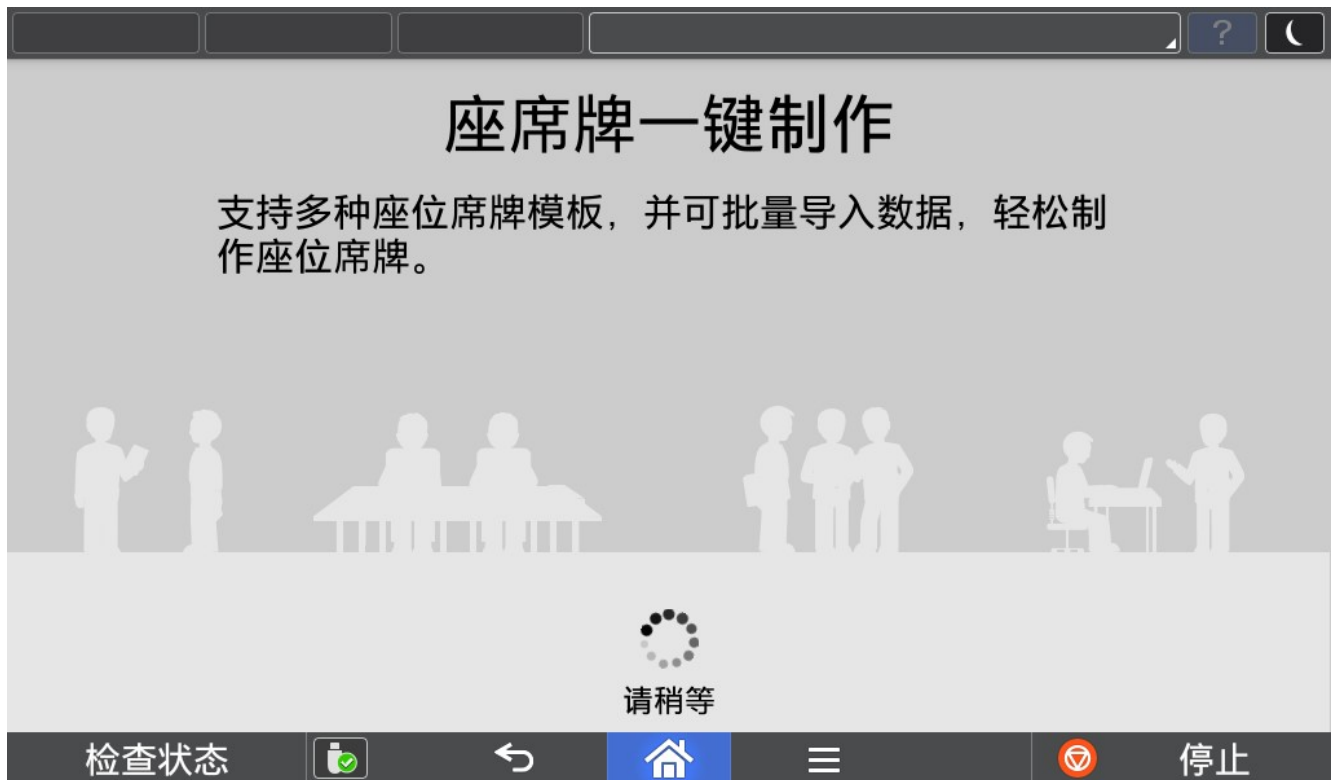 ?
座席牌一键制作
支持多种座位席牌模板，并可批量导入数据，轻松制
作座位席牌。
请稍等
检查状态
停止